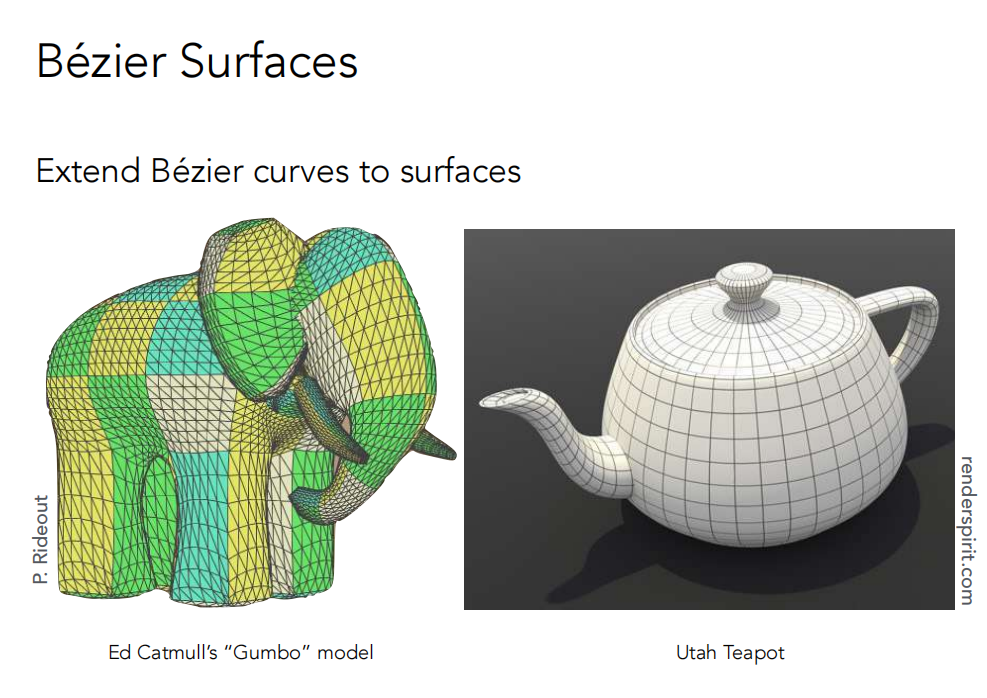 Bézier Surfaces
Extend Bézier curves to surfaces
P. Rideout
renderspirit.com
Ed Catmull’s “Gumbo” model
Utah Teapot